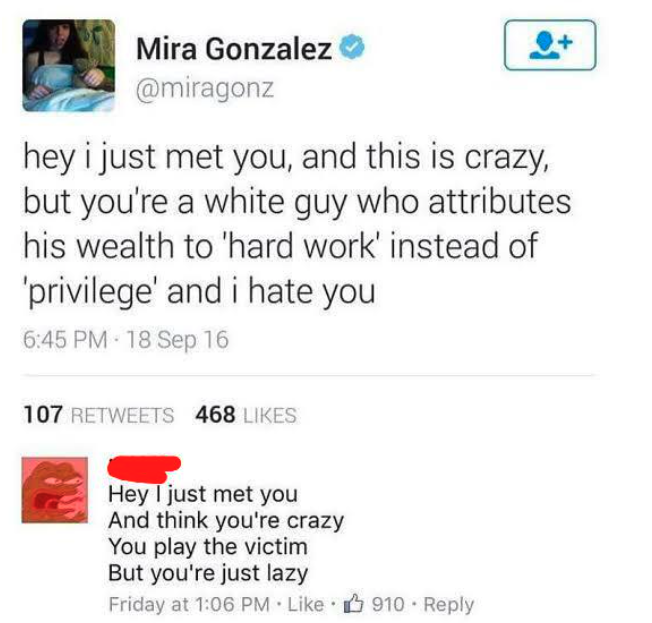 Mira Gonzalez
@miragonz
hey i just met you, and this is crazy,
but you're a white guy who attributes
his wealth to 'hard work' instead of
'privilege' and i hate you
6:45 PM · 18 Sep 16
107 RETWEETS 468 LIKES
Hey I just met you
And think you're crazy
You play the victim
But you're just lazy
Friday at 1:06 PM · Like · 910 · Reply